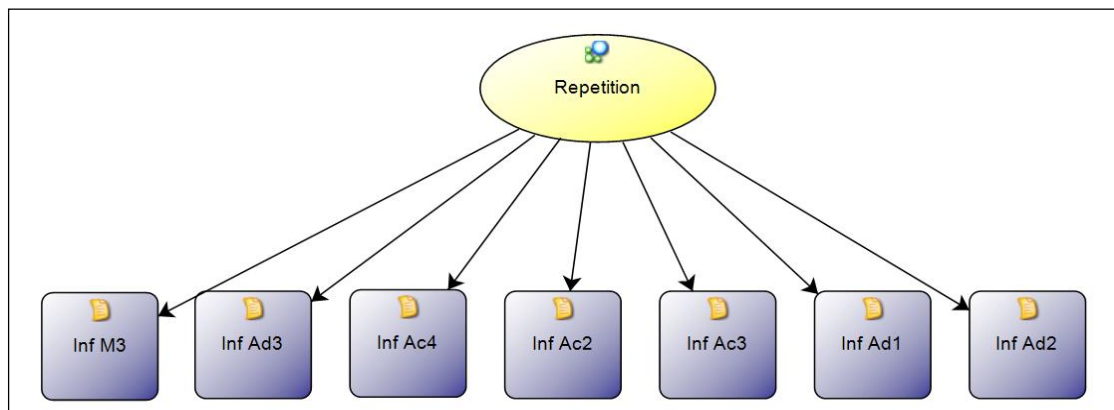 Repetition
Inf M3
Inf Ad3
Inf Ac4
Inf Ac2
Inf Ac3
Inf Ad1
Inf Ad2